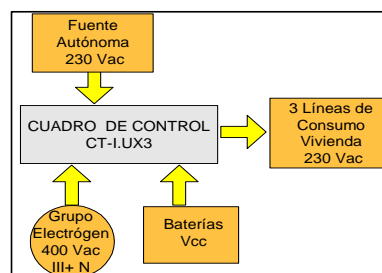 Fuente
Autónoma
230 Vac
CUADRO DE CONTROL
CT-I.UX3
3 Líneas de
Consumo
Vivienda
230 Vac
Grupo
Electrógen
400 Vac
III+ N
Baterías
Vcc